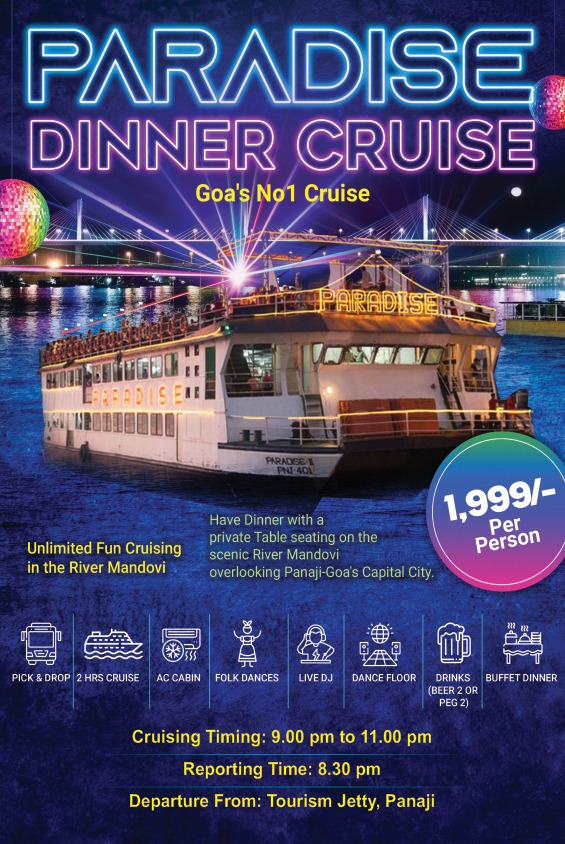 PARADISE
DINNER CRUISE
Goa's No1 Cruise
PARADISE
PARADISE
PARADISE-II
PNJ-401
1,999/-
Per
Person
Unlimited Fun Cruising
in the River Mandovi
Have Dinner with a
private Table seating on the
scenic River Mandovi
overlooking Panaji-Goa's Capital City.
PICK & DROP
2 HRS CRUISE
AC CABIN
FOLK DANCES
LIVE DJ
DANCE FLOOR
DRINKS
(BEER 2 OR
PEG 2)
BUFFET DINNER
Cruising Timing: 9.00 pm to 11.00 pm
Reporting Time: 8.30 pm
Departure From: Tourism Jetty, Panaji